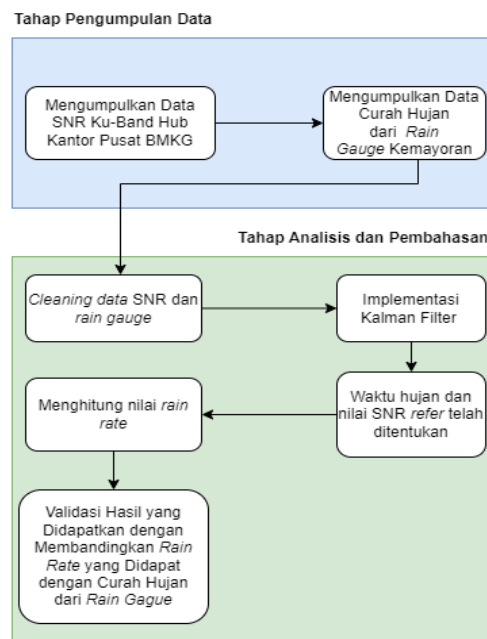 Tahap Pengumpulan Data
Mengumpulkan Data
SNR Ku-Band Hub
Kantor Pusat BMKG
Mengumpulkan Data
Curah Hujan
dari Rain
Gauge Kemayoran
Tahap Analisis dan Pembahasan
Cleaning data SNR dan
rain gauge
Implementasi
Kalman Filter
Waktu hujan dan
nilai SNR refer telah
ditentukan
Menghitung nilai rain
rate
Validasi Hasil yang
Didapatkan dengan
Membandingkan Rain
Rate yang Didapat
dengan Curah Hujan
dari Rain Gague